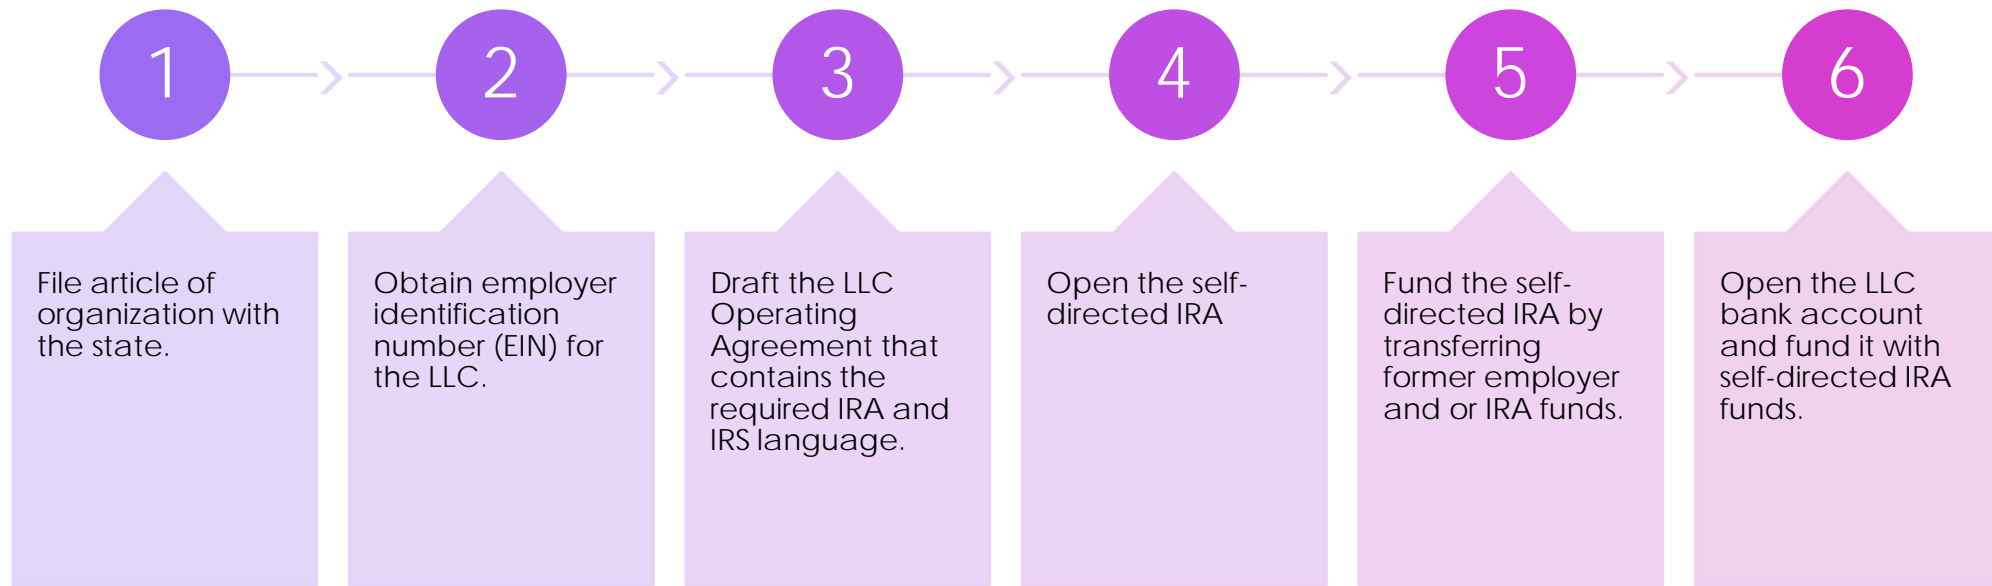 1
2
3
4
5
6
File article of
organization with
the state.
Obtain employer
identification
number (EIN) for
the LLC.
Draft the LLC
Operating
Agreement that
contains the
required IRA and
IRS language.
Open the self-
directed IRA
Fund the self-
directed IRA by
transferring
former employer
and or IRA funds.
Open the LLC
bank account
and fund it with
self-directed IRA
funds.